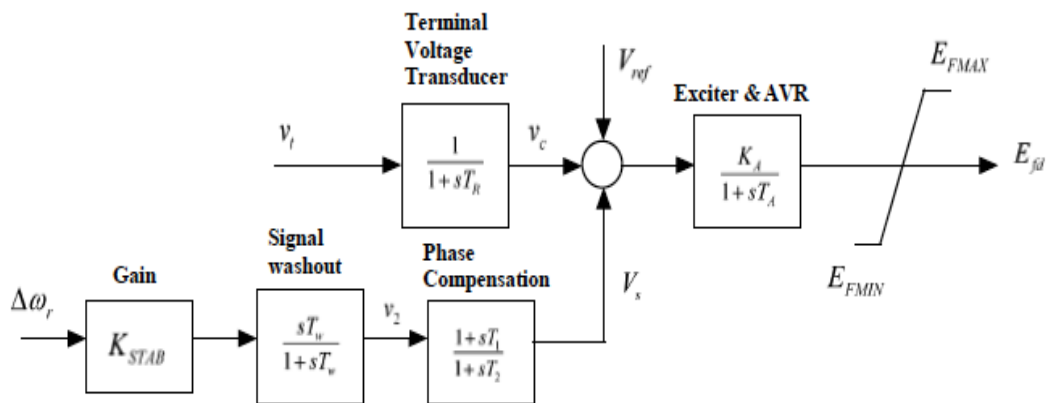 Terminal
Voltage
Transducer
V_ref
E_FMAX
Exciter & AVR
v_t
1
1+sT_R
v_c
K_A
1+sT_A
E_fd
Signal
washout
Phase
Compensation
Gain
V_s
E_FMIN
Δω_r
K_STAB
sT_w
1+sT_w
v_2
1+sT_1
1+sT_2